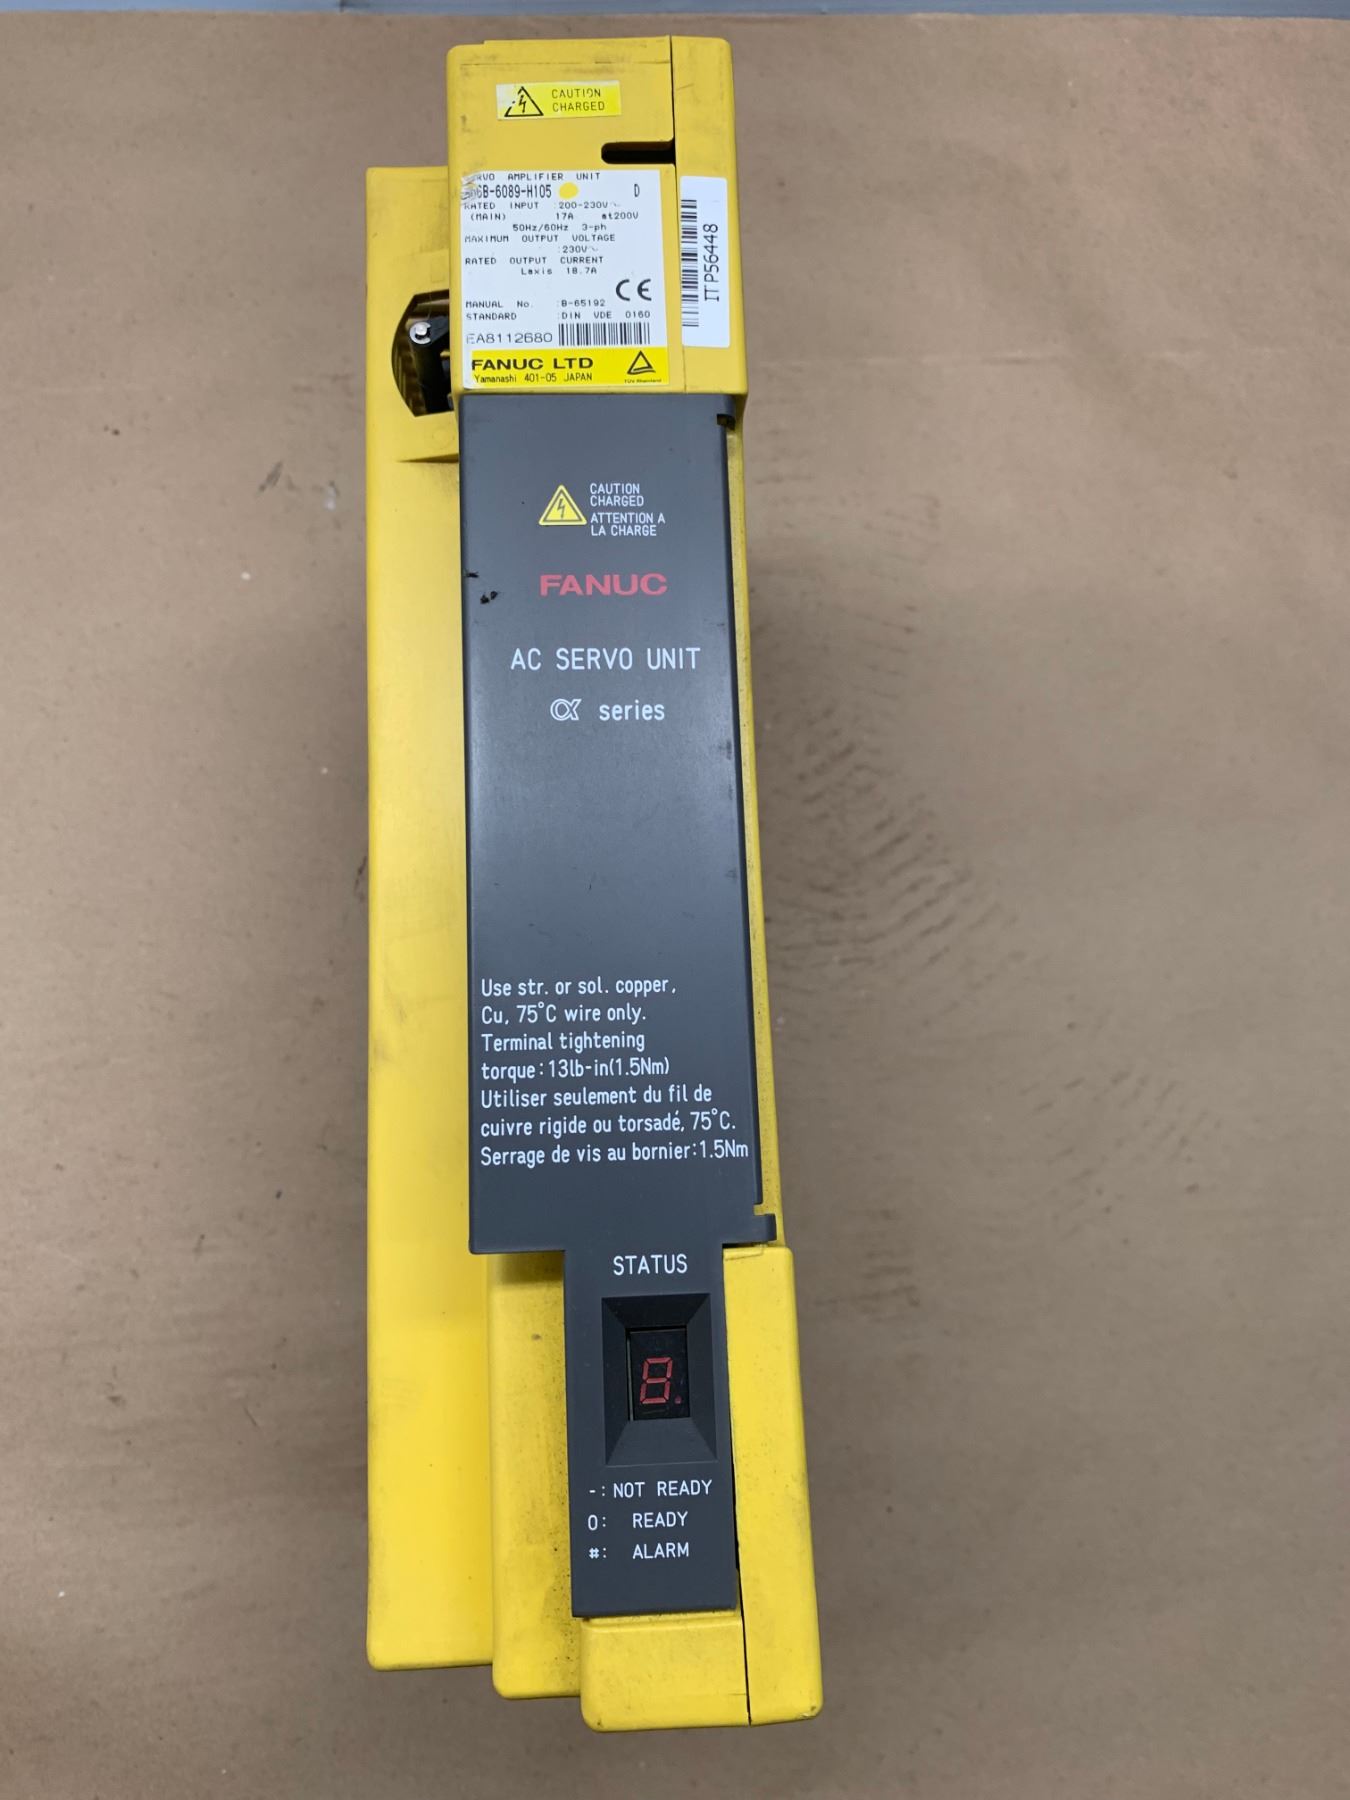 CAUTION
CHARGED
SERVO AMPLIFIER UNIT
06B-6089-H105 D
RATED INPUT :200-230V~
(MAIN) 17A at200V
50Hz/60Hz 3-ph
MAXIMUM OUTPUT VOLTAGE
:230V~
RATED OUTPUT CURRENT
Laxis 18.7A
CE
MANUAL No. :B-65192
STANDARD :DIN VDE 0160
EA8112680
FANUC LTD
Yamanashi 401-05 JAPAN
TÜV Rheinland
ITP56448
CAUTION
CHARGED
ATTENTION A
LA CHARGE
FANUC
AC SERVO UNIT
α series
Use str. or sol. copper,
Cu, 75°C wire only.
Terminal tightening
torque:13lb-in(1.5Nm)
Utiliser seulement du fil de
cuivre rigide ou torsadé, 75°C.
Serrage de vis au bornier:1.5Nm
STATUS
8.
-: NOT READY
0: READY
#: ALARM